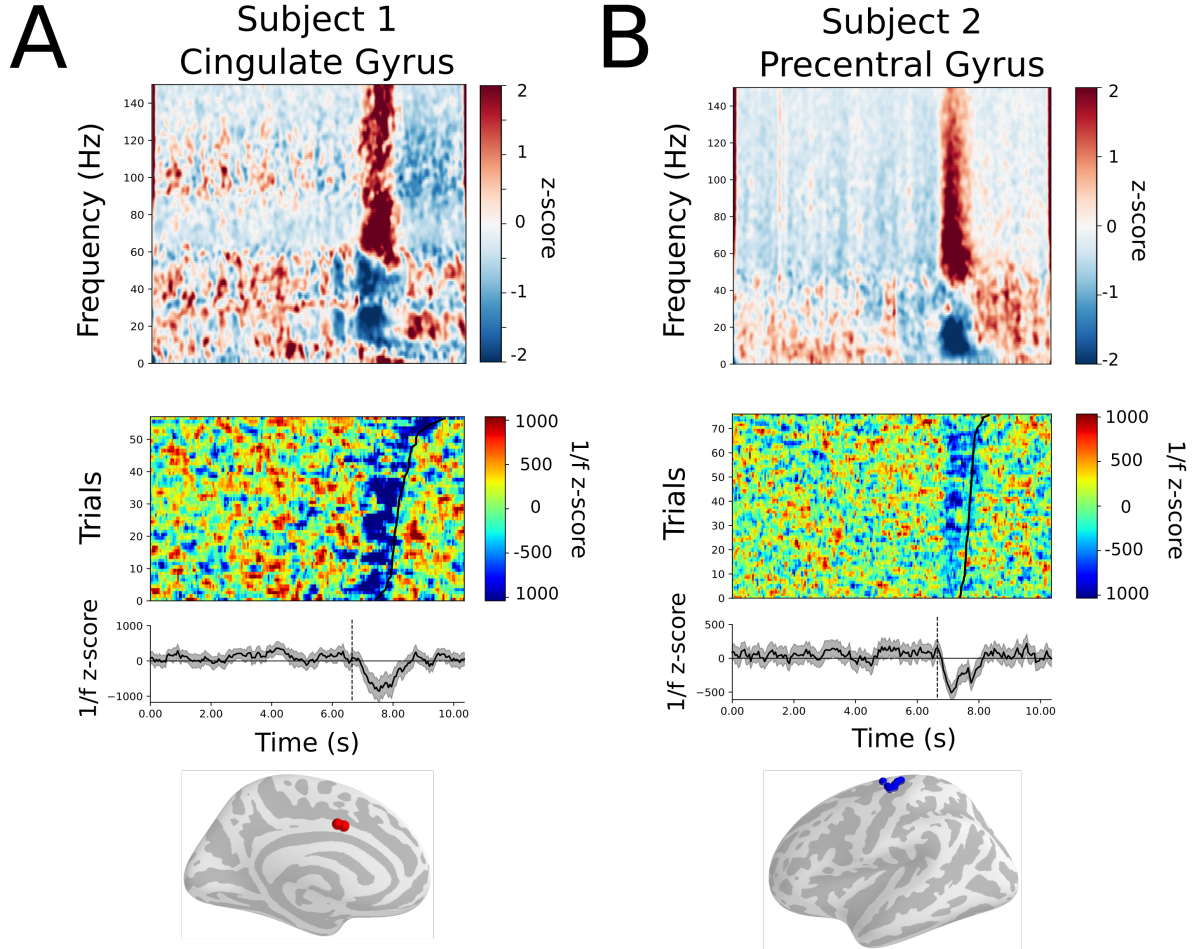 A
Subject 1
Cingulate Gyrus
140
120
100
80
60
40
20
0
Frequency (Hz)
2
1
0
-1
-2
z-score
50
40
30
20
10
0
Trials
1000
500
0
-500
1000
1/f z-score
1000
0
−1000
1/f z-score
0.00 2.00 4.00 6.00 8.00 10.00
Time (s)
B
Subject 2
Precentral Gyrus
140
120
100
80
60
40
20
0
Frequency (Hz)
2
1
0
-1
-2
z-score
70
60
50
40
30
20
10
0
Trials
1000
500
0
-500
1000
1/f z-score
500
0
−500
1/f z-score
0.00 2.00 4.00 6.00 8.00 10.00
Time (s)